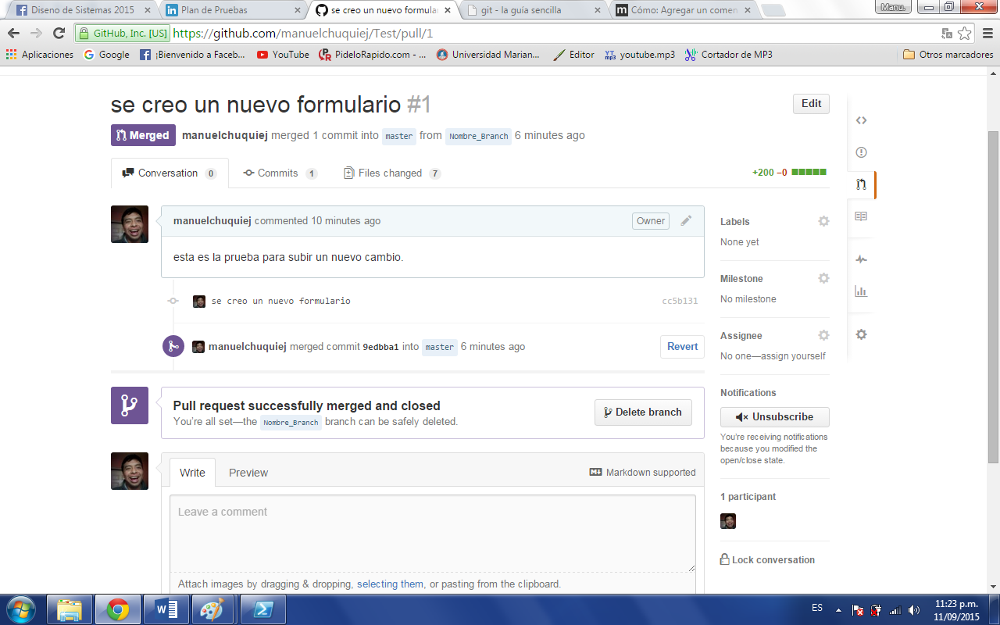 Diseno de Sistemas 2015
Plan de Pruebas
se creo un nuevo formular
git - la guía sencilla
Cómo: Agregar un comen
Manu.
GitHub, Inc. [US] https://github.com/manuelchuquiej/Test/pull/1
Aplicaciones Google ¡Bienvenido a Faceb... YouTube PideloRapido.com - ... Universidad Marian... Editor youtube.mp3 Cortador de MP3 Otros marcadores
se creo un nuevo formulario #1
Edit
Merged manuelchuquiej merged 1 commit into master from Nombre_Branch 6 minutes ago
Conversation 0 Commits 1 Files changed 7 +200 −0
manuelchuquiej commented 10 minutes ago Owner
esta es la prueba para subir un nuevo cambio.
se creo un nuevo formulario cc5b131
manuelchuquiej merged commit 9edbba1 into master 6 minutes ago Revert
Pull request successfully merged and closed
You're all set—the Nombre_Branch branch can be safely deleted.
Delete branch
Write Preview Markdown supported
Leave a comment
Attach images by dragging & dropping, selecting them, or pasting from the clipboard.
Labels
None yet
Milestone
No milestone
Assignee
No one—assign yourself
Notifications
Unsubscribe
You're receiving notifications
because you modified the
open/close state.
1 participant
Lock conversation
ES
11:23 p.m.
11/09/2015